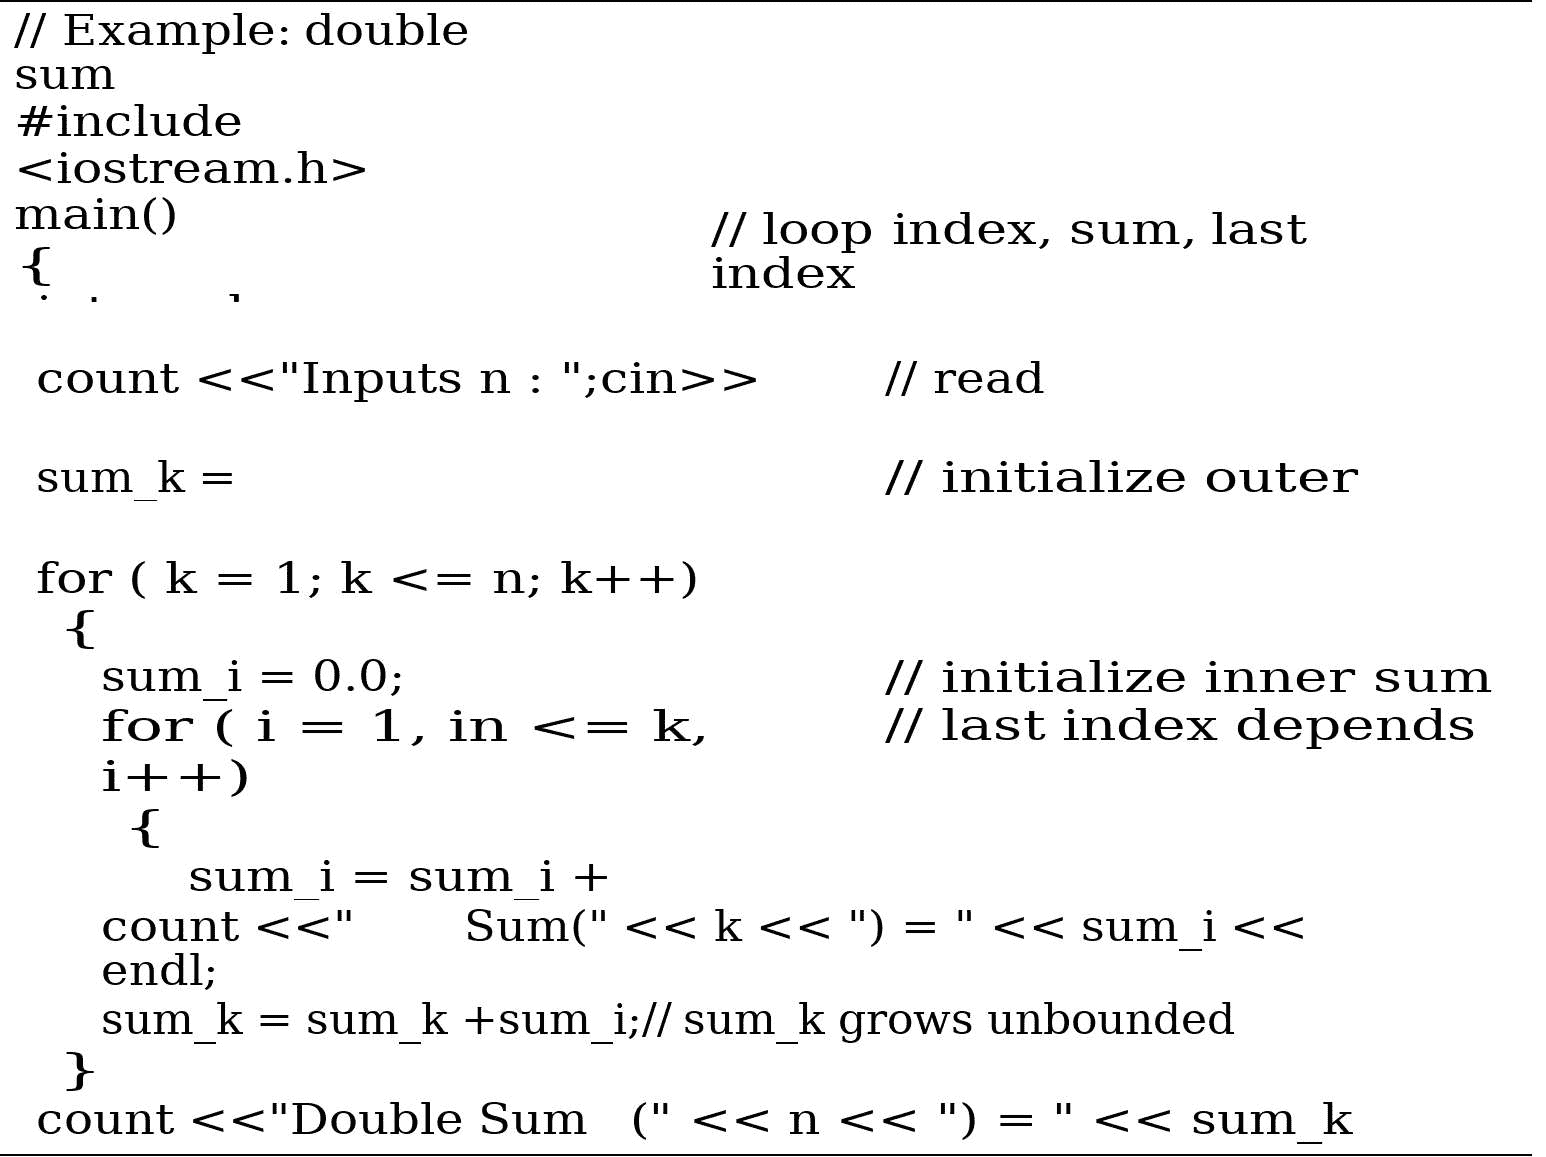 // Example: double
sum
#include
<iostream.h>
main()
{
// loop index, sum, last
index
count <<"Inputs n : ";cin>> // read
sum_k = // initialize outer
for ( k = 1; k <= n; k++)
{
sum_i = 0.0; // initialize inner sum
for ( i = 1, in <= k, // last index depends
i++)
{
sum_i = sum_i +
count <<" Sum(" << k << ") = " << sum_i <<
endl;
sum_k = sum_k +sum_i;// sum_k grows unbounded
}
count <<"Double Sum (" << n << ") = " << sum_k